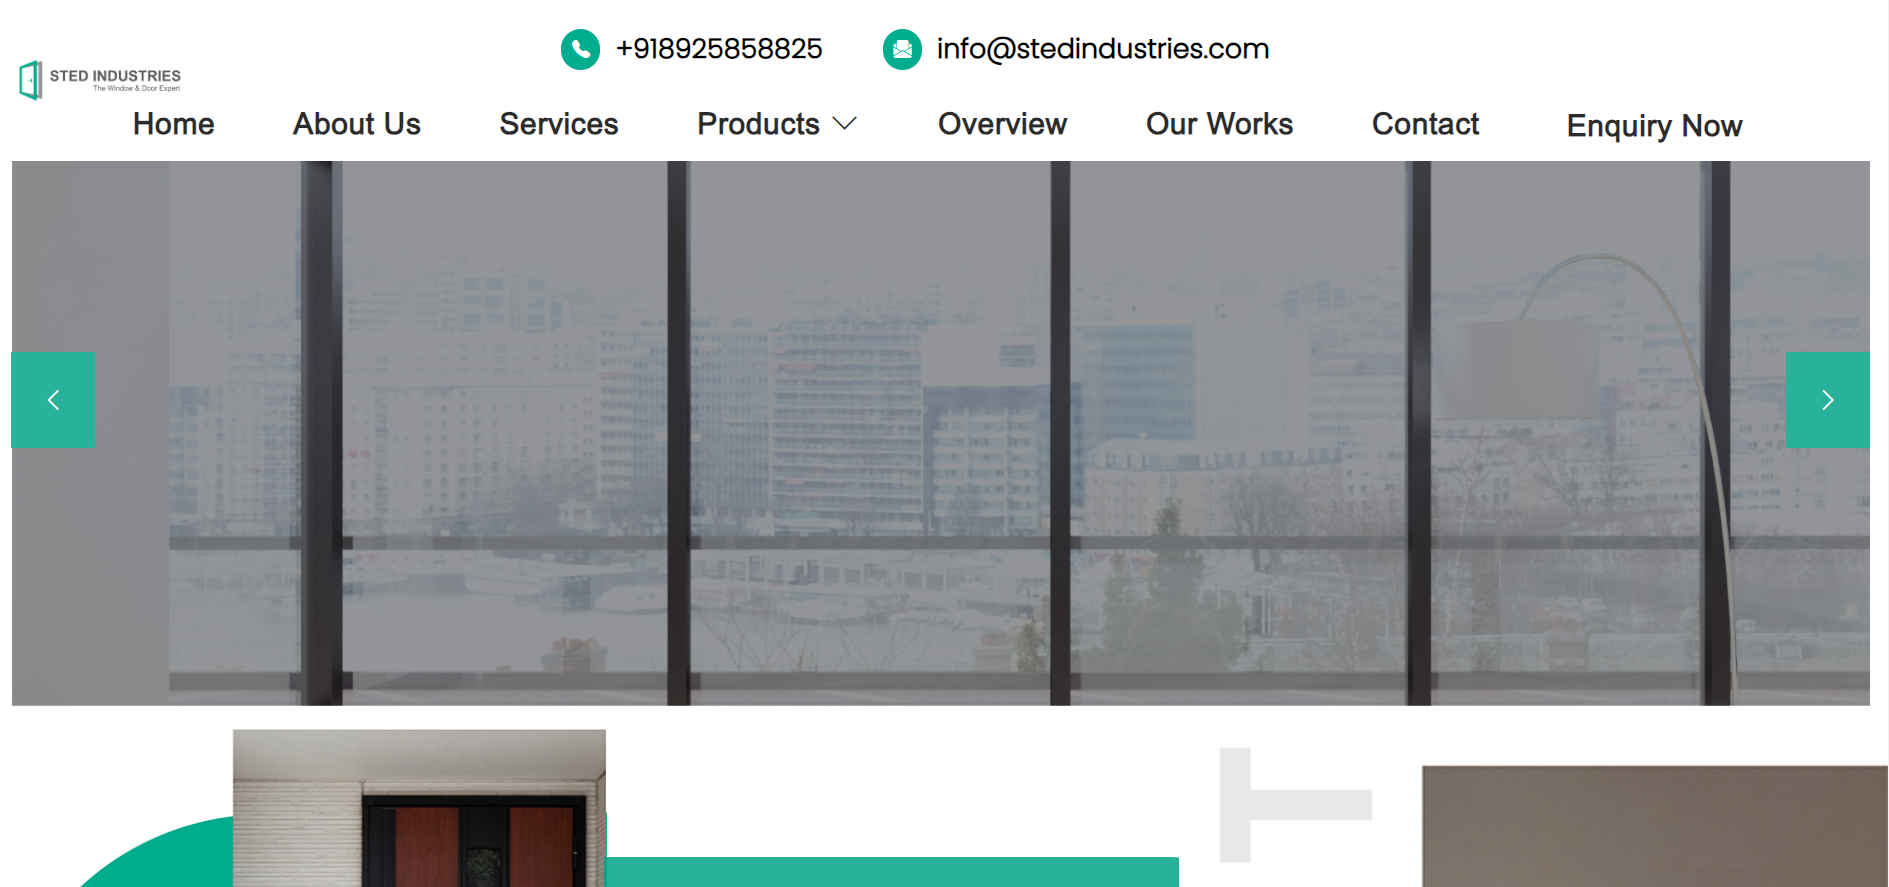 +918925858825
info@stedindustries.com
STED INDUSTRIES
The Window & Door Expert
Home
About Us
Services
Products
Overview
Our Works
Contact
Enquiry Now